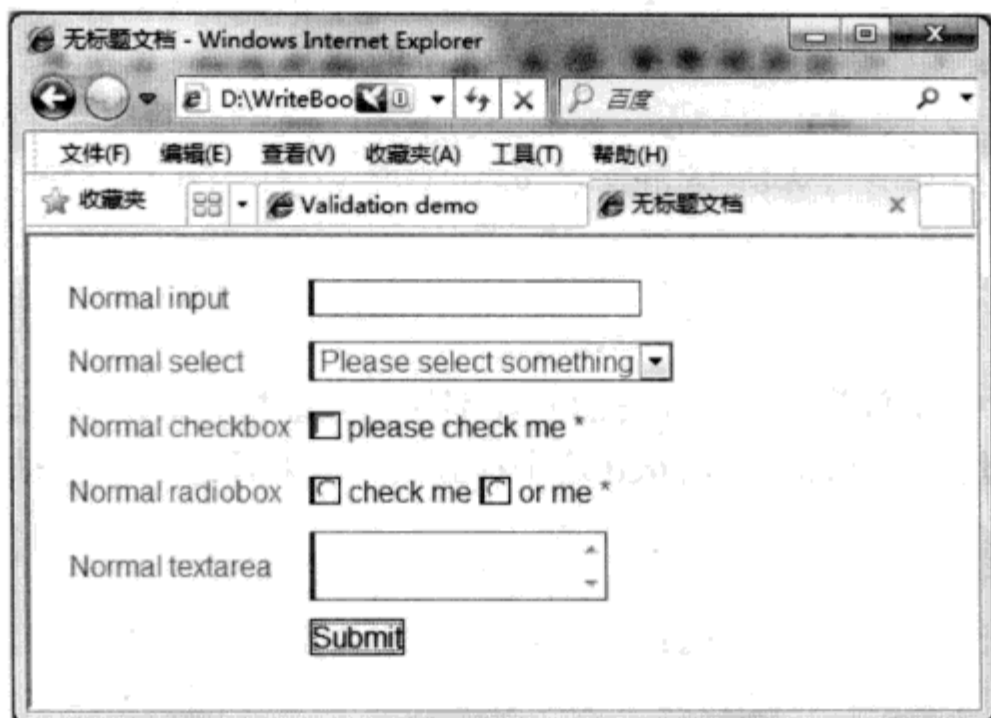 无标题文档 - Windows Internet Explorer
D:\WriteBoo 百度
文件(F) 编辑(E) 查看(V) 收藏夹(A) 工具(T) 帮助(H)
收藏夹 Validation demo 无标题文档
Normal input
Normal select Please select something
Normal checkbox please check me *
Normal radiobox check me or me *
Normal textarea
Submit